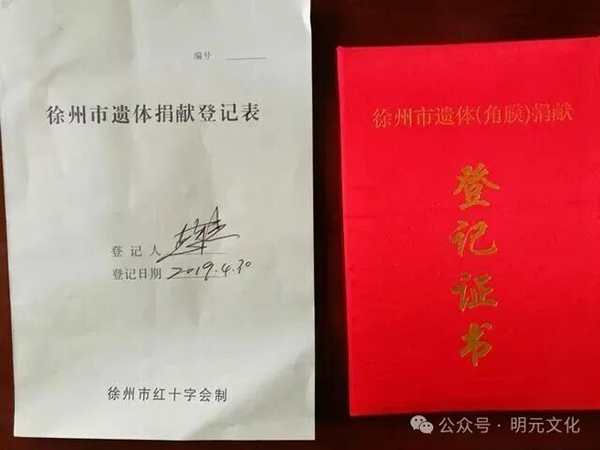 编号
徐州市遗体捐献登记表
登记人
登记日期 2019.4.30
徐州市红十字会制
徐州市遗体(角膜)捐献
登记证书
公众号·明元文化